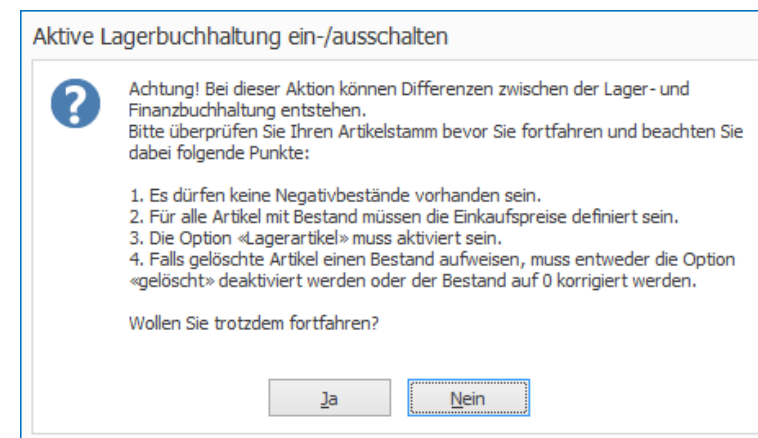 Aktive Lagerbuchhaltung ein-/ausschalten
Achtung! Bei dieser Aktion können Differenzen zwischen der Lager- und
Finanzbuchhaltung entstehen.
Bitte überprüfen Sie Ihren Artikelstamm bevor Sie fortfahren und beachten Sie
dabei folgende Punkte:
1. Es dürfen keine Negativbestände vorhanden sein.
2. Für alle Artikel mit Bestand müssen die Einkaufspreise definiert sein.
3. Die Option «Lagerartikel» muss aktiviert sein.
4. Falls gelöschte Artikel einen Bestand aufweisen, muss entweder die Option
«gelöscht» deaktiviert werden oder der Bestand auf 0 korrigiert werden.
Wollen Sie trotzdem fortfahren?
Ja
Nein